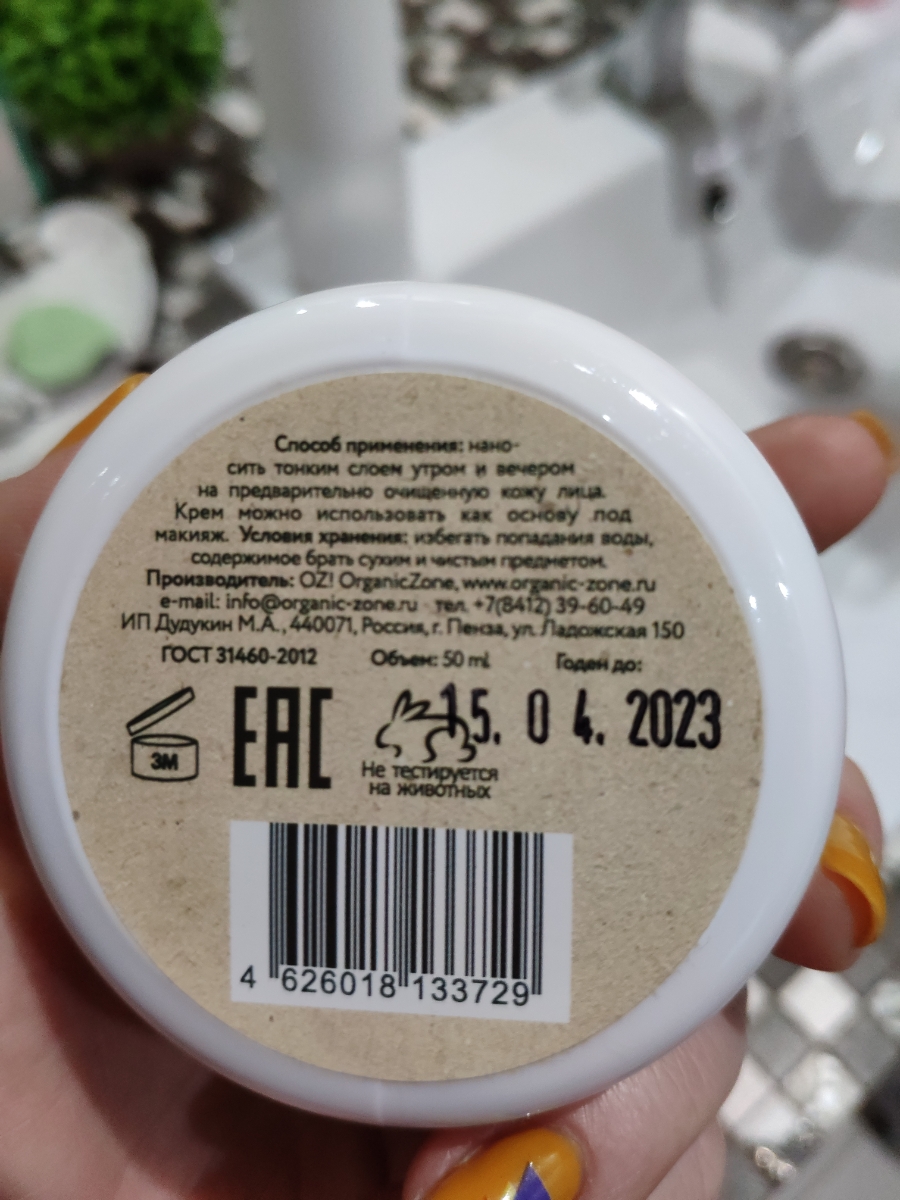 Способ применения: нано-
сить тонким слоем утром и вечером
на предварительно очищенную кожу лица.
Крем можно использовать как основу под
макияж. Условия хранения: избегать попадания воды,
содержимое брать сухим и чистым предметом.
Производитель: OZ! OrganicZone, www.organic-zone.ru
e-mail: info@organic-zone.ru тел. +7(8412) 39-60-49
ИП Дудукин М.А., 440071, Россия, г. Пенза, ул. Ладожская 150
ГОСТ 31460-2012 Объем: 50 ml Годен до:
3М EAC 15. 04. 2023
Не тестируется
на животных
4 626018 133729